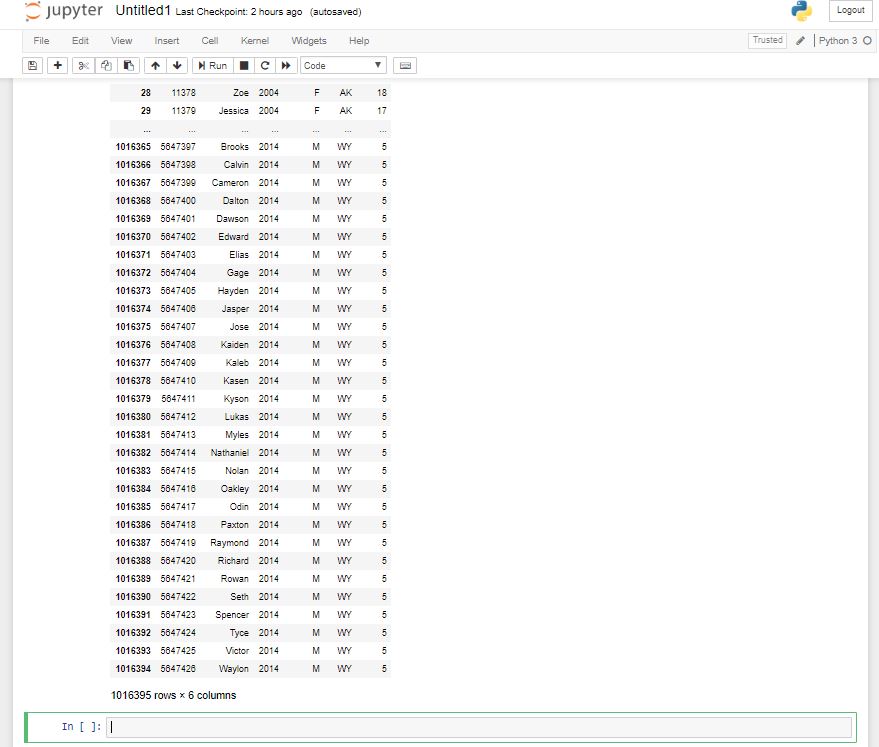 jupyter Untitled1 Last Checkpoint: 2 hours ago (autosaved) Logout
File Edit View Insert Cell Kernel Widgets Help Trusted Python 3
Run Code
28 11378 Zoe 2004 F AK 18
29 11379 Jessica 2004 F AK 17
... ... ... ... ... ... ...
1016365 5647397 Brooks 2014 M WY 5
1016366 5647398 Calvin 2014 M WY 5
1016367 5647399 Cameron 2014 M WY 5
1016368 5647400 Dalton 2014 M WY 5
1016369 5647401 Dawson 2014 M WY 5
1016370 5647402 Edward 2014 M WY 5
1016371 5647403 Elias 2014 M WY 5
1016372 5647404 Gage 2014 M WY 5
1016373 5647405 Hayden 2014 M WY 5
1016374 5647406 Jasper 2014 M WY 5
1016375 5647407 Jose 2014 M WY 5
1016376 5647408 Kaiden 2014 M WY 5
1016377 5647409 Kaleb 2014 M WY 5
1016378 5647410 Kasen 2014 M WY 5
1016379 5647411 Kyson 2014 M WY 5
1016380 5647412 Lukas 2014 M WY 5
1016381 5647413 Myles 2014 M WY 5
1016382 5647414 Nathaniel 2014 M WY 5
1016383 5647415 Nolan 2014 M WY 5
1016384 5647416 Oakley 2014 M WY 5
1016385 5647417 Odin 2014 M WY 5
1016386 5647418 Paxton 2014 M WY 5
1016387 5647419 Raymond 2014 M WY 5
1016388 5647420 Richard 2014 M WY 5
1016389 5647421 Rowan 2014 M WY 5
1016390 5647422 Seth 2014 M WY 5
1016391 5647423 Spencer 2014 M WY 5
1016392 5647424 Tyce 2014 M WY 5
1016393 5647425 Victor 2014 M WY 5
1016394 5647426 Waylon 2014 M WY 5
1016395 rows × 6 columns
In [ ]: